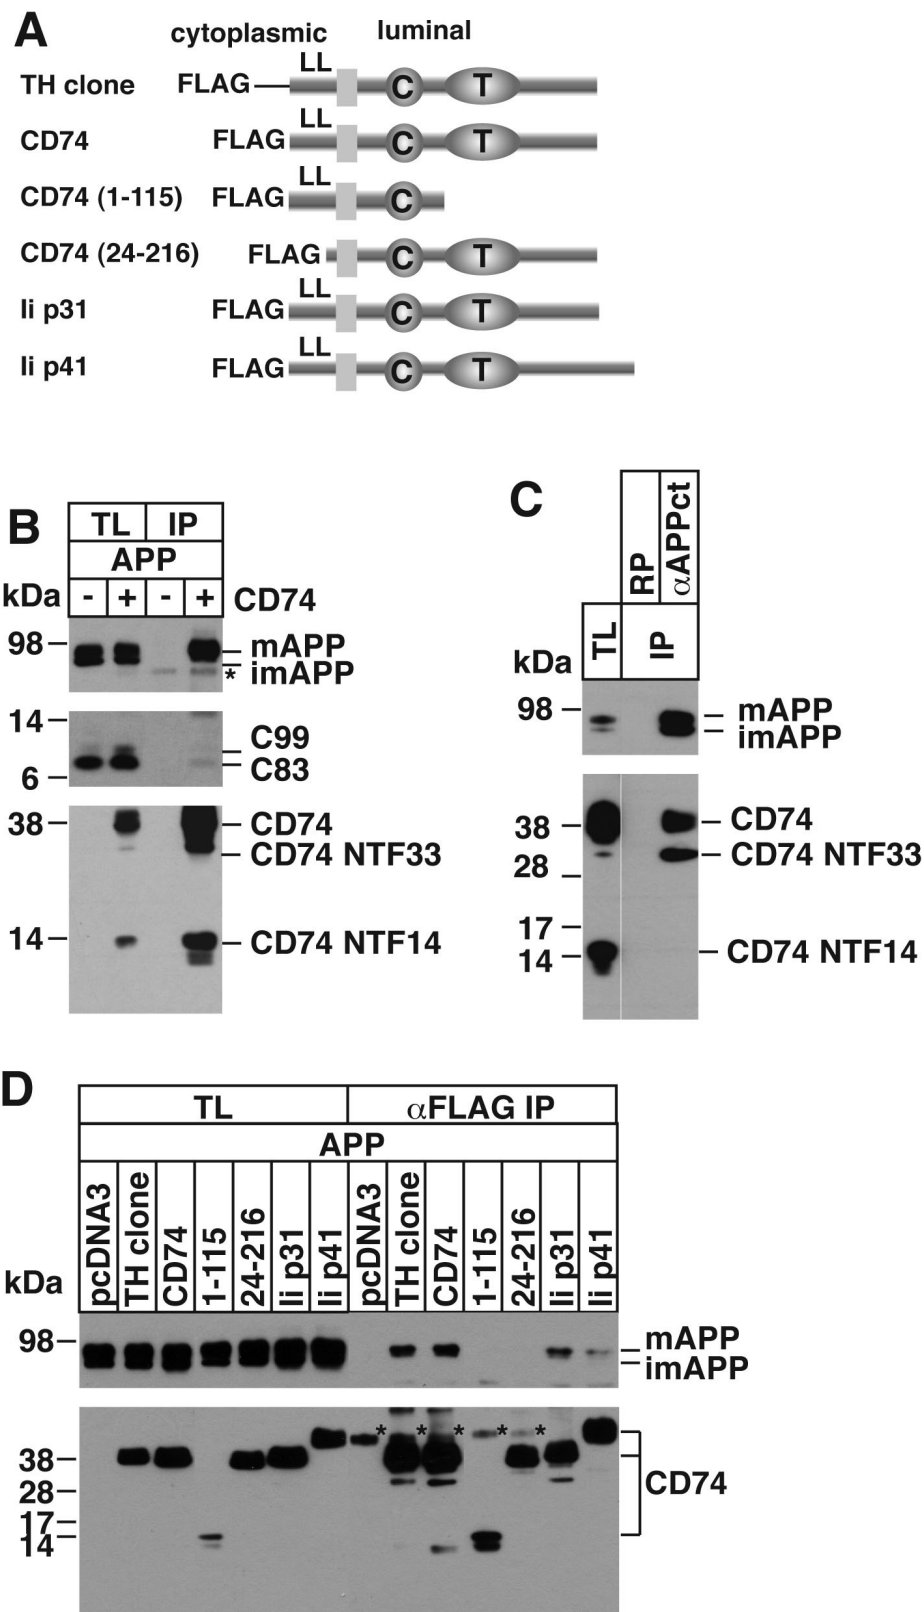 A
cytoplasmic luminal
LL
TH clone FLAG C T
LL
CD74 FLAG C T
LL
CD74 (1-115) FLAG C
CD74 (24-216) FLAG C T
LL
Ii p31 FLAG C T
LL
Ii p41 FLAG C T
B
TL IP
APP
kDa - + - + CD74
98 mAPP
* imAPP
14 C99
6 C83
38 CD74
CD74 NTF33
14 CD74 NTF14
C
RP αAPPct
TL IP
kDa
98 mAPP
imAPP
38 CD74
28 CD74 NTF33
17
14 CD74 NTF14
D
TL αFLAG IP
APP
kDa pcDNA3 TH clone CD74 1-115 24-216 Ii p31 Ii p41 pcDNA3 TH clone CD74 1-115 24-216 Ii p31 Ii p41
98 mAPP
imAPP
* * * * *
38
28 CD74
17
14